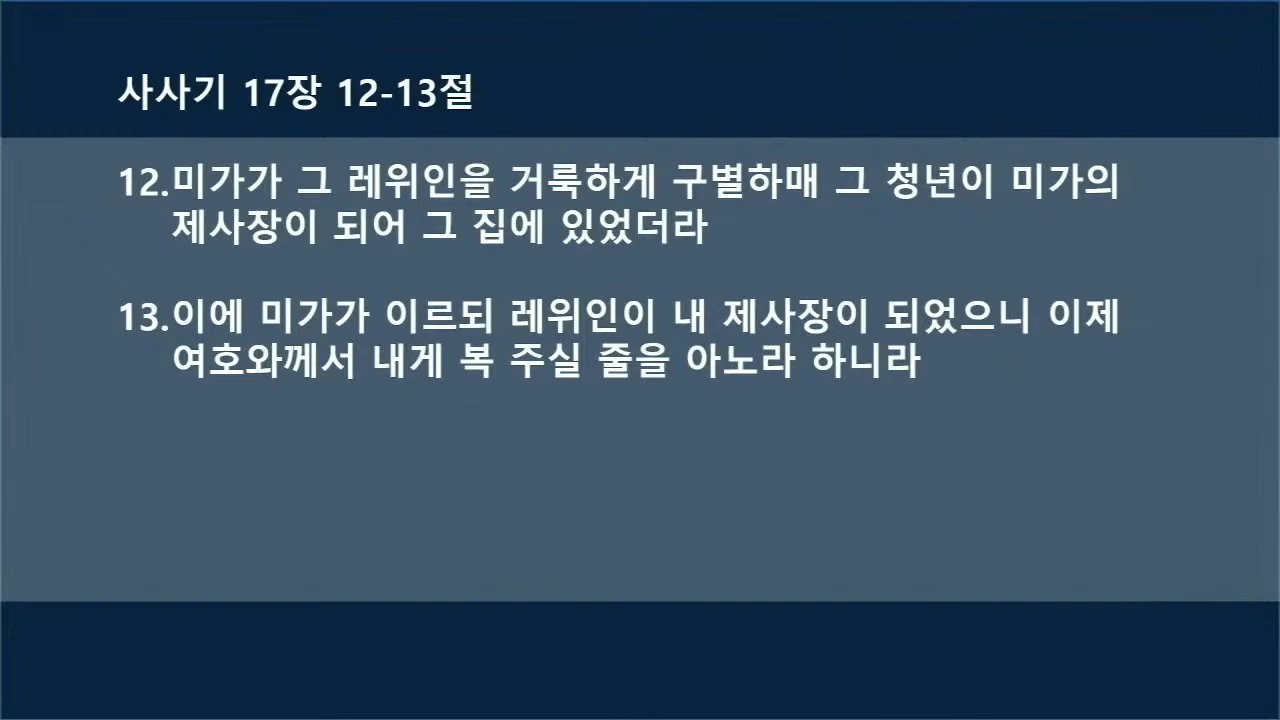 사사기 17장 12-13절
12.미가가 그 레위인을 거룩하게 구별하매 그 청년이 미가의
제사장이 되어 그 집에 있었더라
13.이에 미가가 이르되 레위인이 내 제사장이 되었으니 이제
여호와께서 내게 복 주실 줄을 아노라 하니라